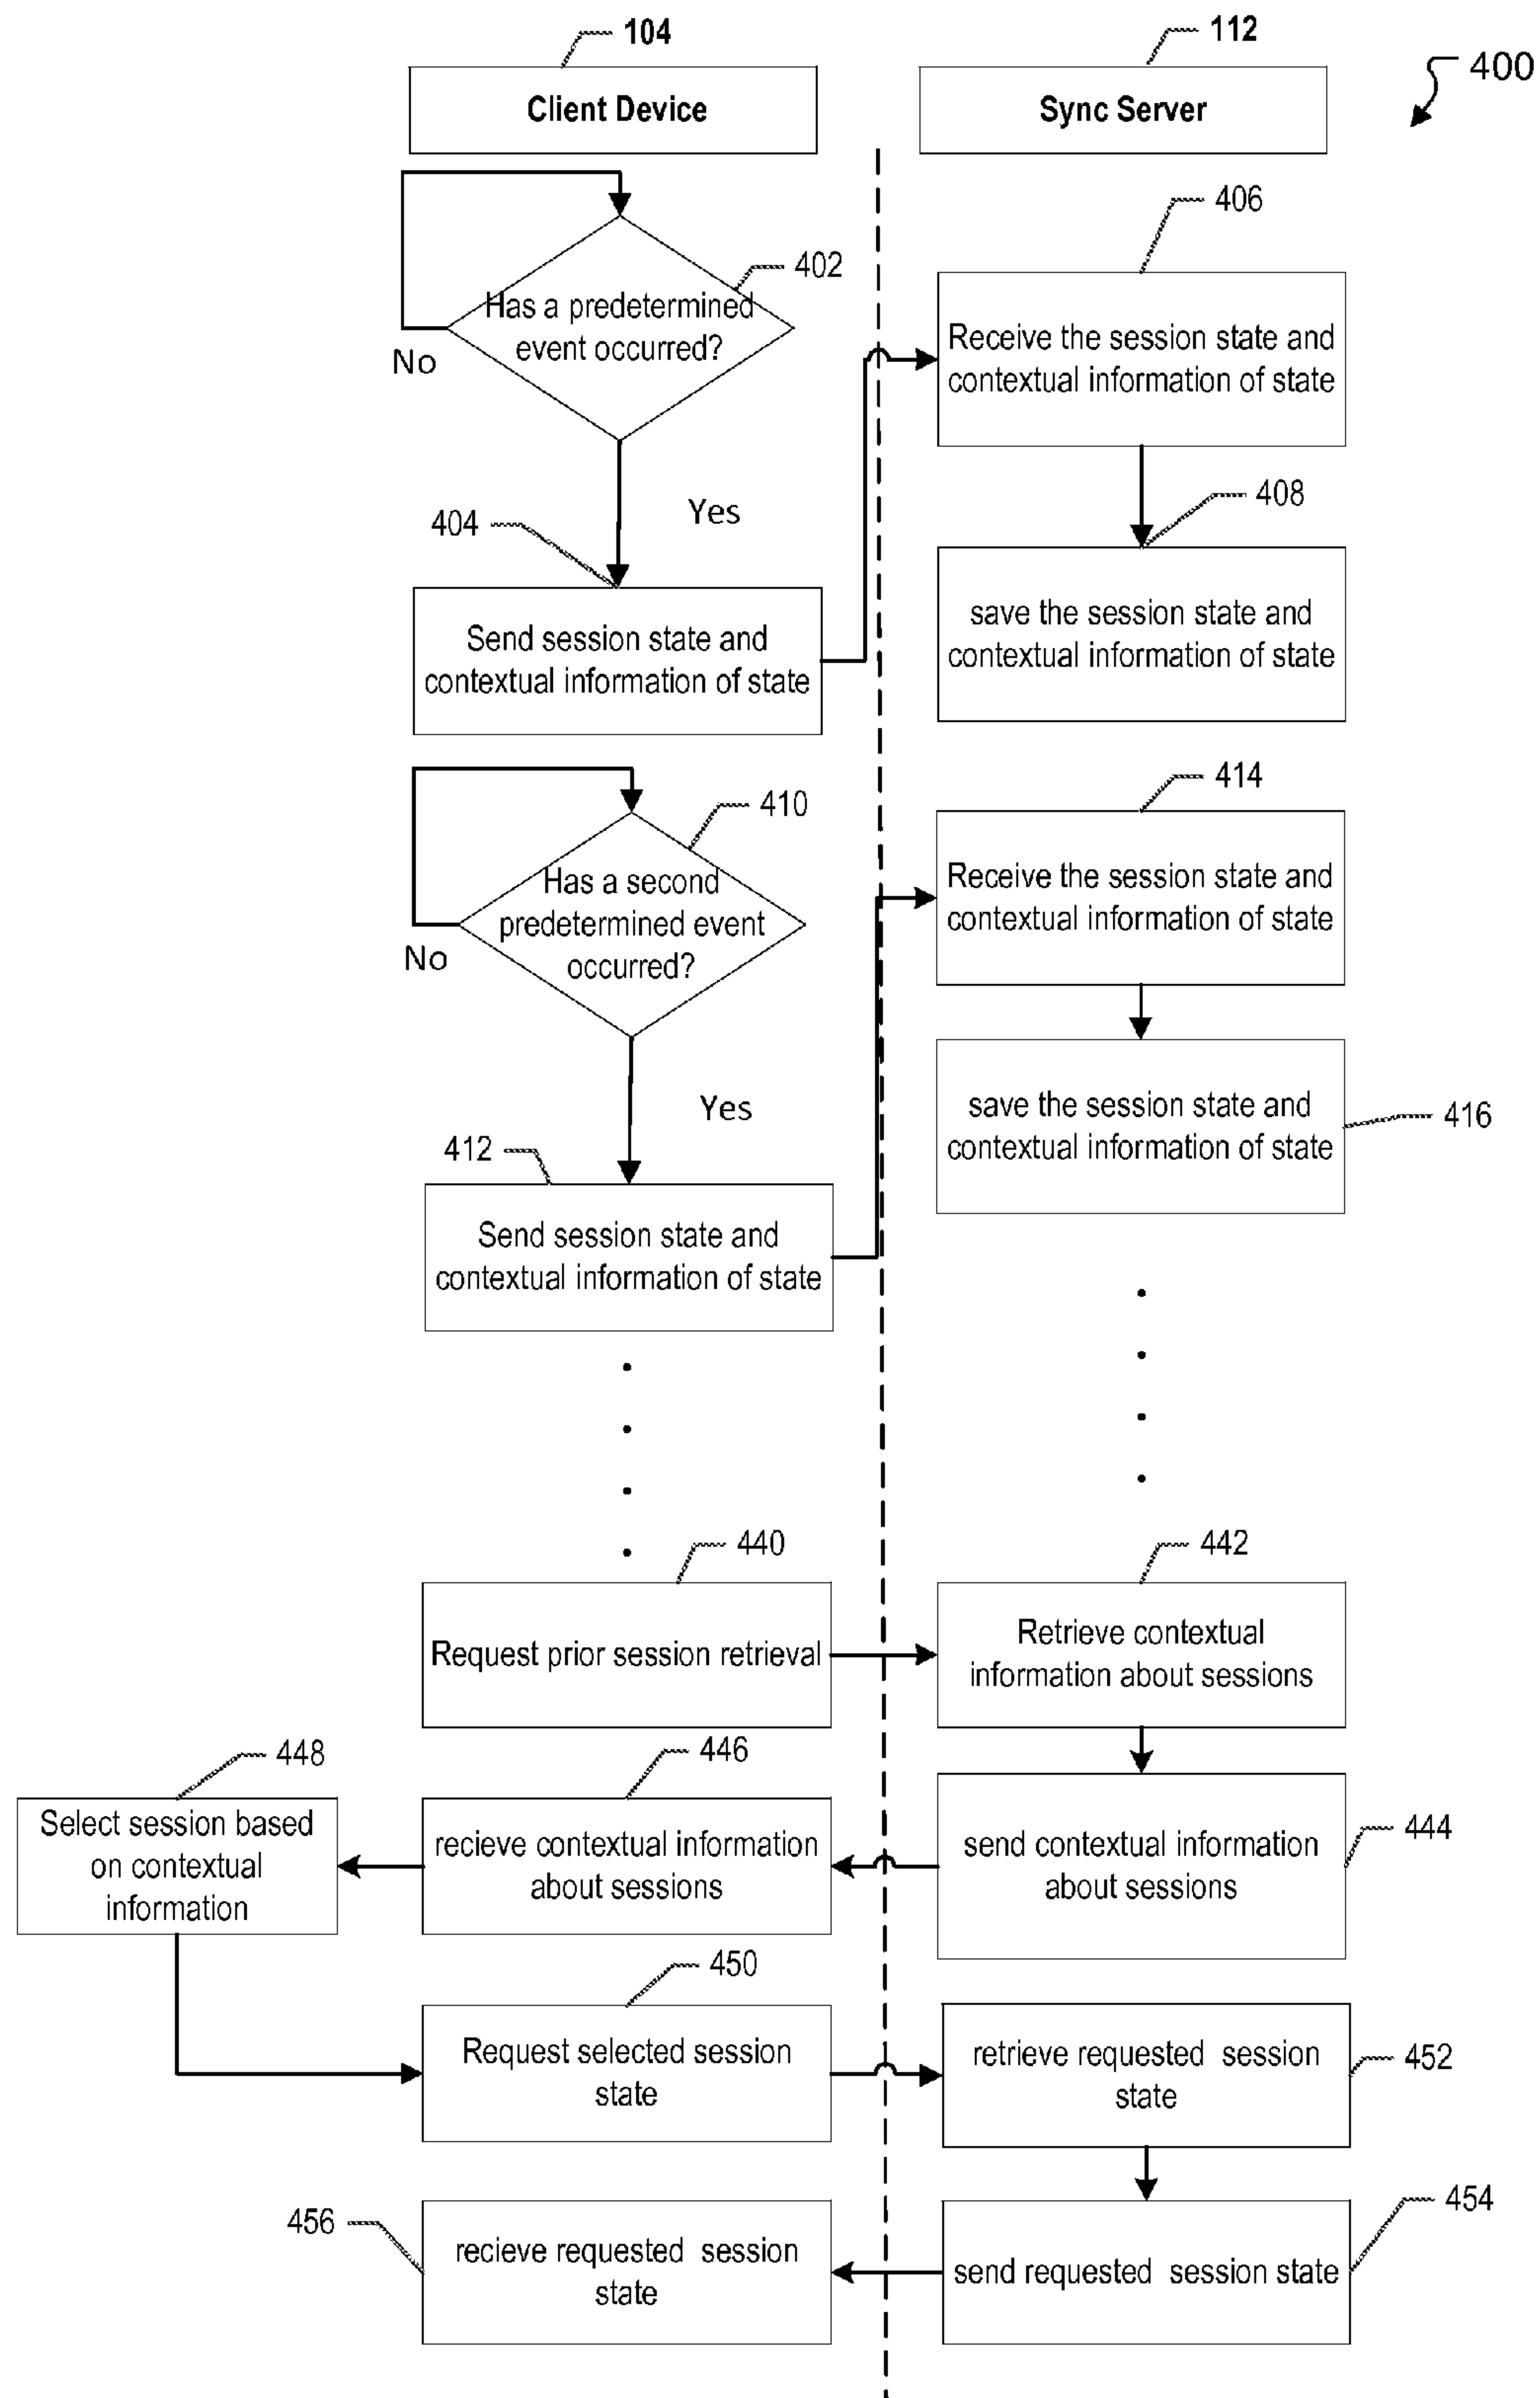 104
112
400
Client Device
Sync Server
406
402
Has a predetermined
event occurred?
No
Receive the session state and
contextual information of state
Yes
404
408
Send session state and
contextual information of state
save the session state and
contextual information of state
414
410
Has a second
predetermined event
occurred?
No
Receive the session state and
contextual information of state
Yes
412
save the session state and
contextual information of state
416
Send session state and
contextual information of state
440
442
Request prior session retrieval
Retrieve contextual
information about sessions
448
446
Select session based
on contextual
information
recieve contextual information
about sessions
send contextual information
about sessions
444
450
Request selected session
state
retrieve requested session
state
452
456
recieve requested session
state
send requested session state
454